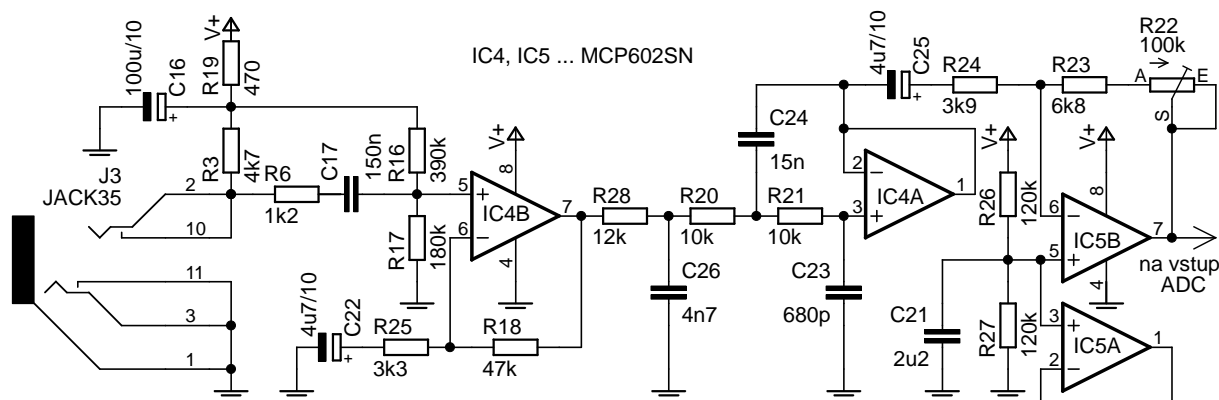 IC4, IC5 ... MCP602SN
100u/10
C16
+
R19
470
V+
R3
4k7
J3
JACK35
2
10
11
3
1
R6
1k2
C17
150n
R16
390k
R17
180k
V+
8
5
+
6
–
IC4B
7
4
4u7/10
C22
+
R25
3k3
R18
47k
R28
12k
C26
4n7
R20
10k
C24
15n
R21
10k
C23
680p
2
–
3
+
IC4A
1
4u7/10
C25
+
R24
3k9
R23
6k8
R22
100k
A
E
S
V+
R26
120k
V+
8
6
–
5
+
IC5B
7
4
na vstup
ADC
C21
2u2
R27
120k
3
+
2
–
IC5A
1